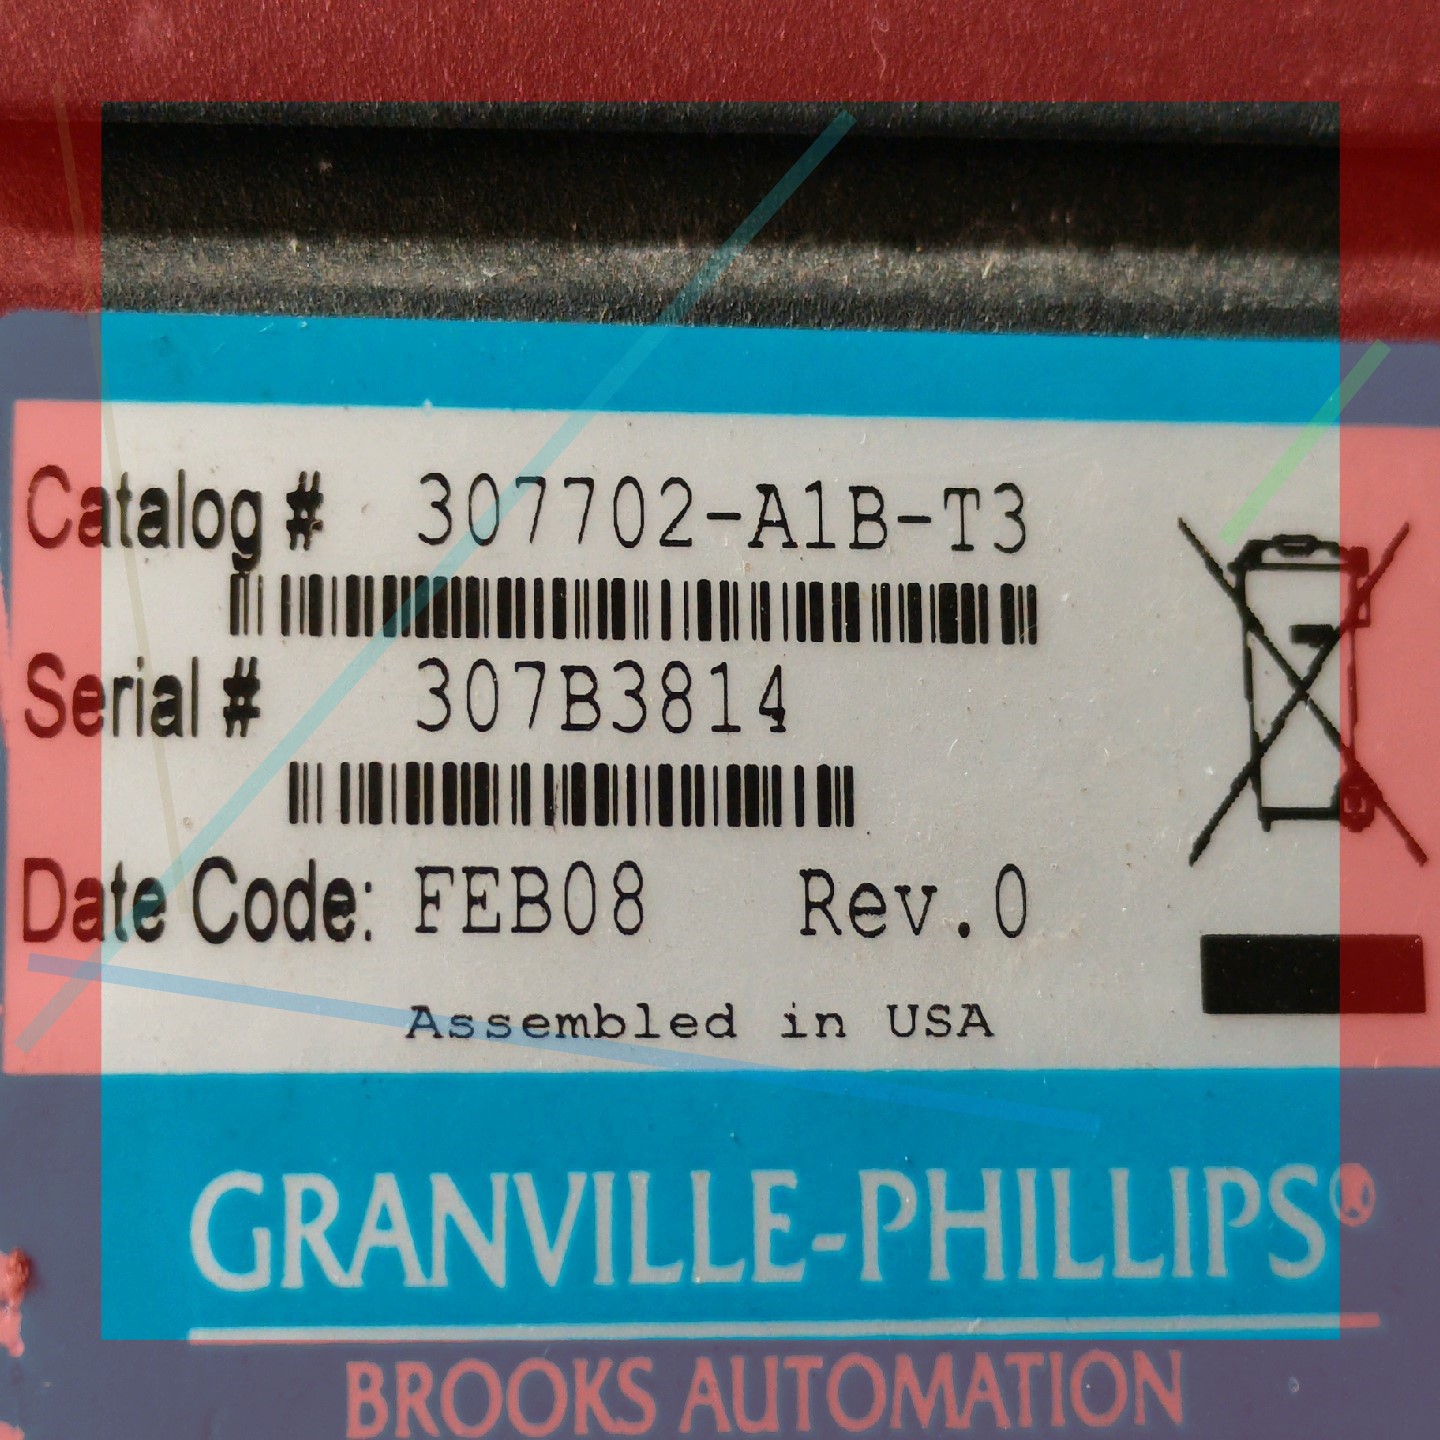 Catalog # 307702-A1B-T3
Serial # 307B3814
Date Code: FEB08 Rev.0
Assembled in USA
GRANVILLE-PHILLIPS®
BROOKS AUTOMATION